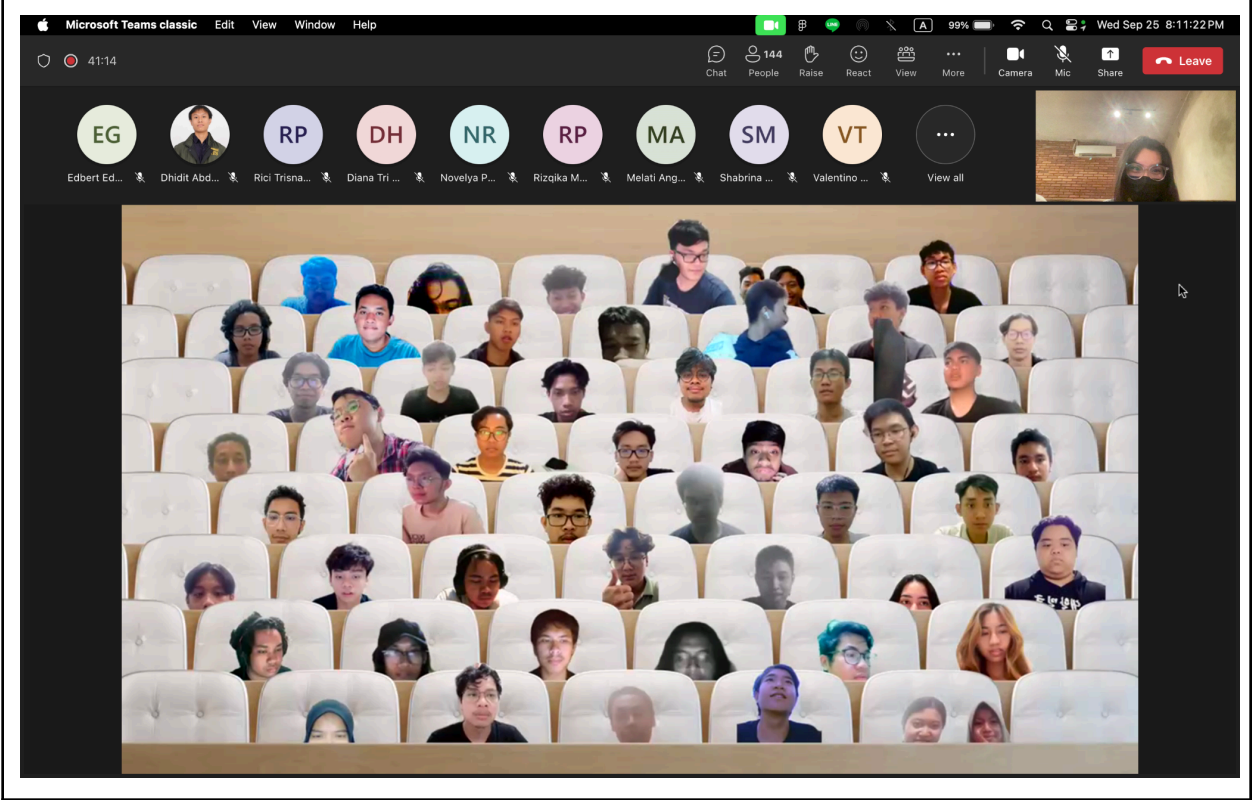 Microsoft Teams classic Edit View Window Help A 99% Wed Sep 25 8:11:22 PM
41:14 144
Chat People Raise React View More Camera Mic Share Leave
EG RP DH NR RP MA SM VT ...
Edbert Ed... Dhidit Abd... Rici Trisna... Diana Tri ... Novelya P... Rizqika M... Melati Ang... Shabrina ... Valentino ... View all